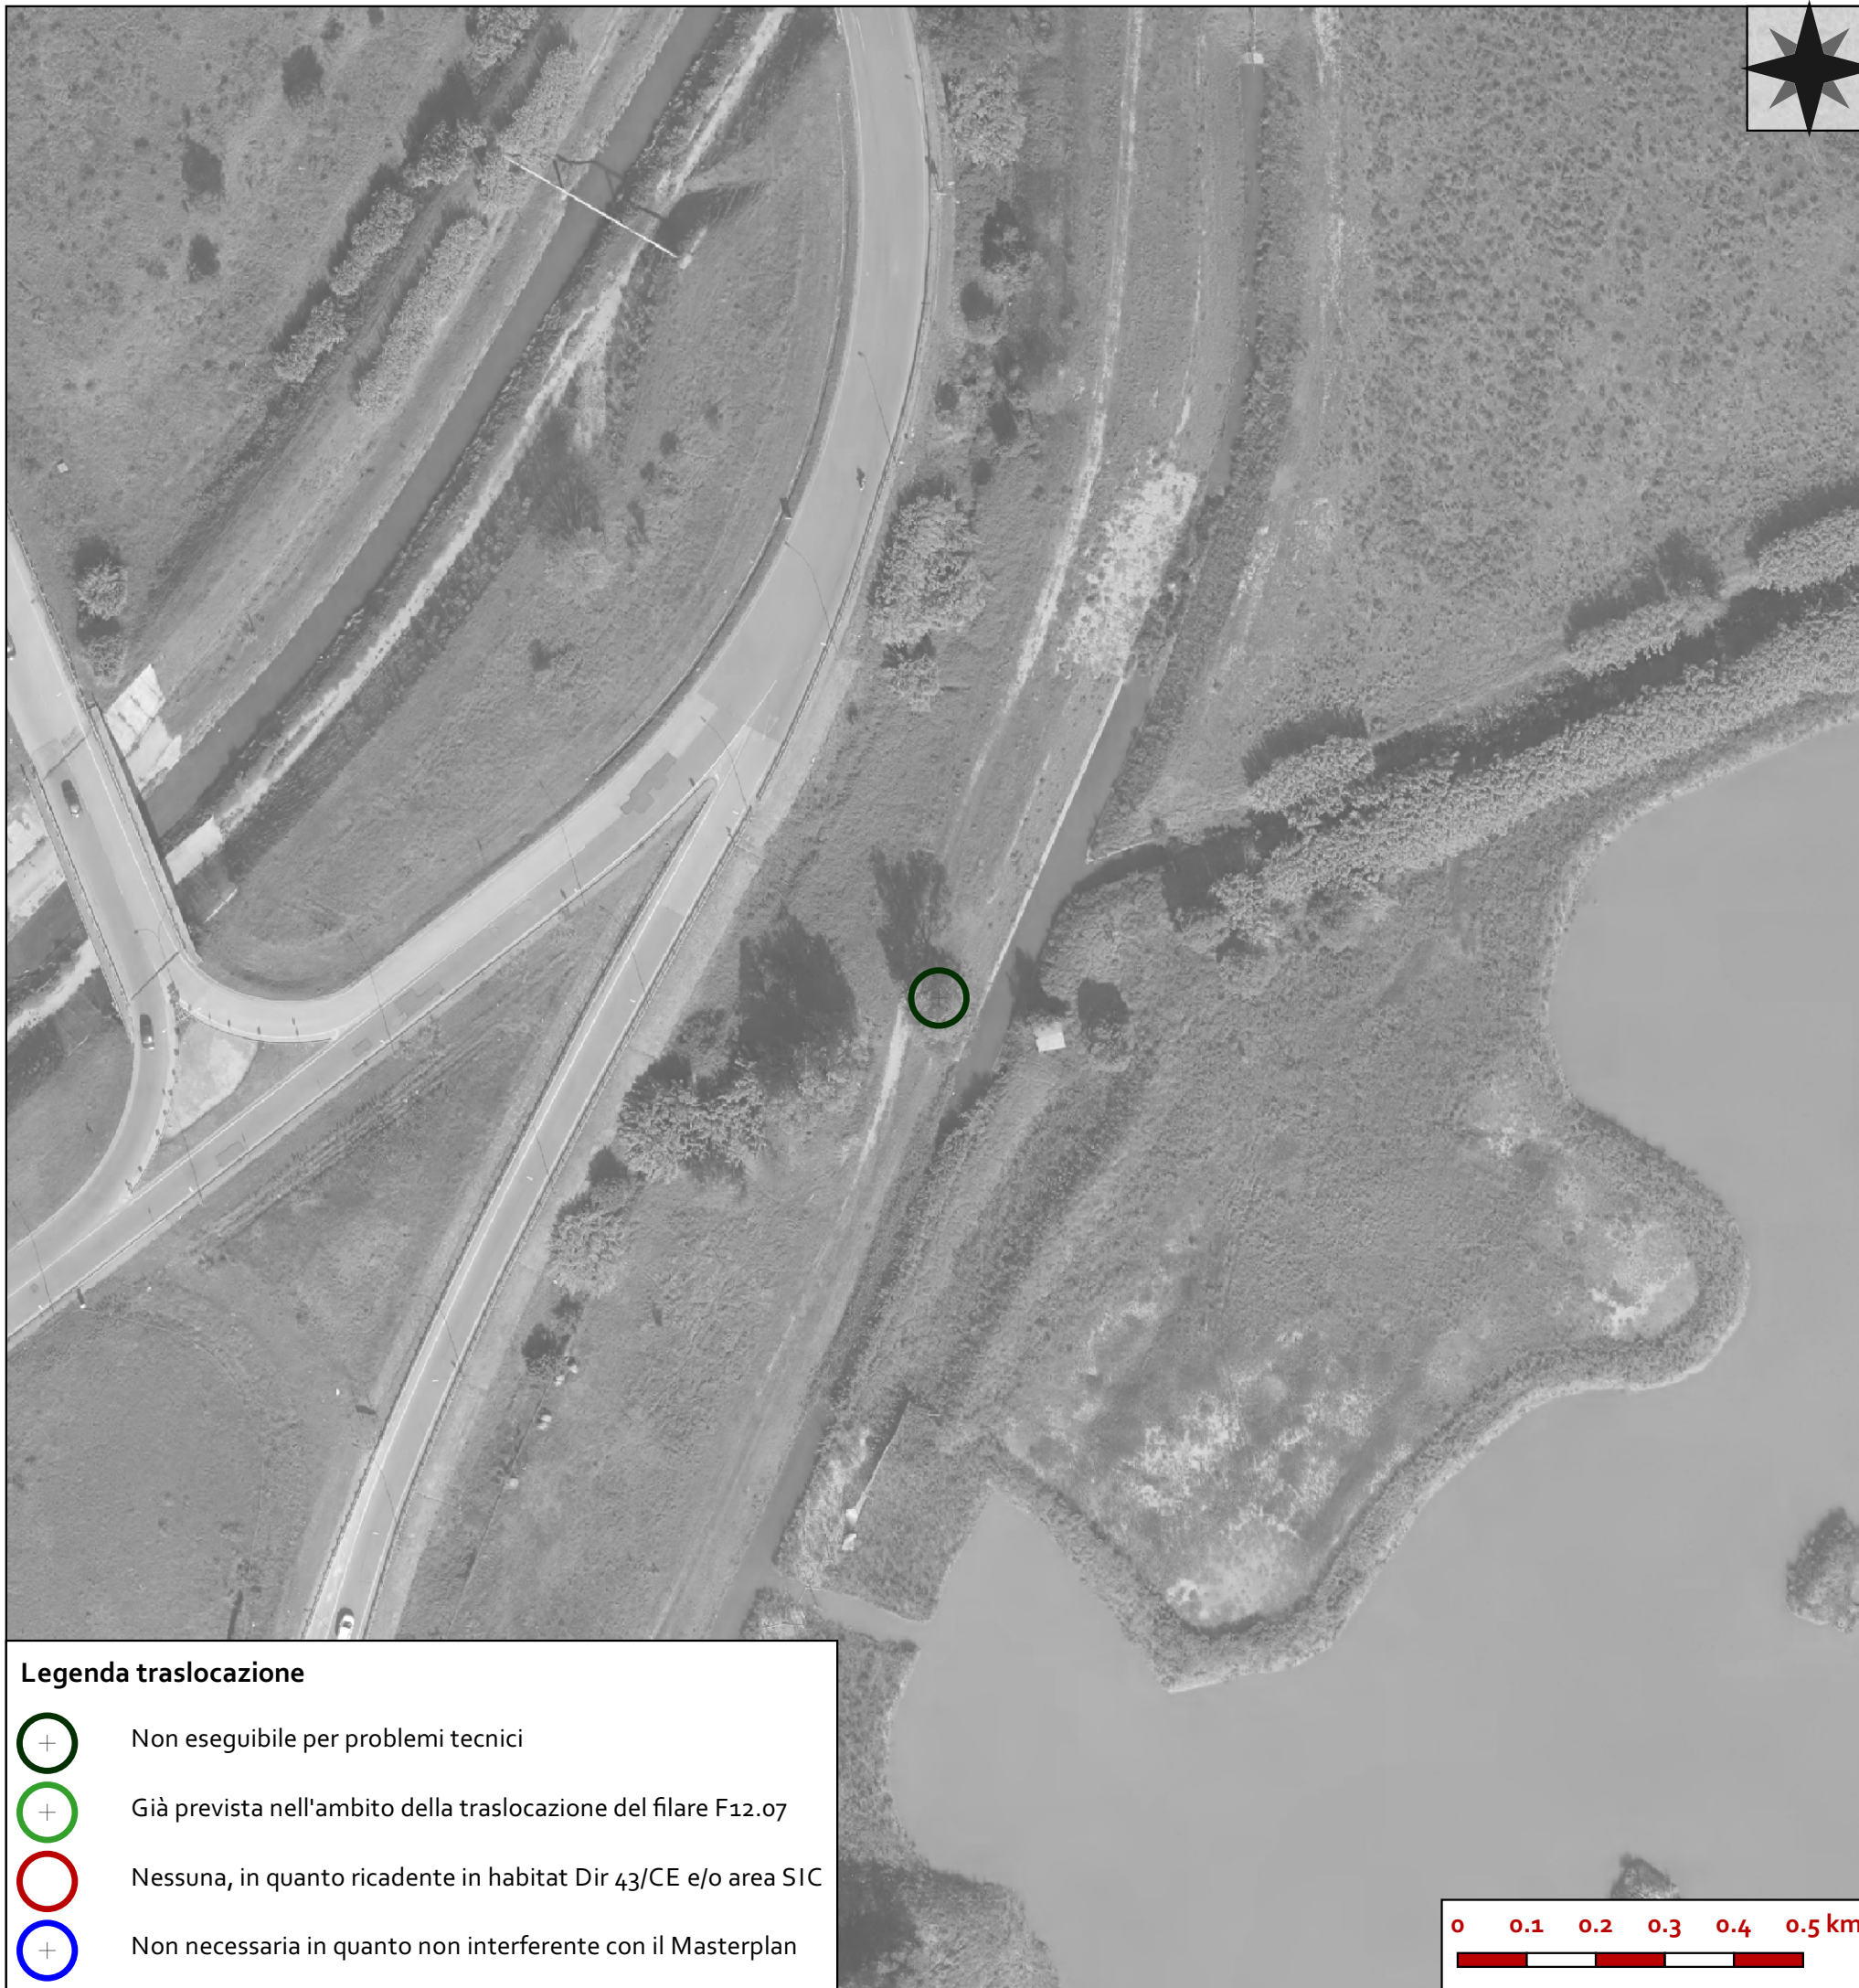 Legenda traslocazione
Non eseguibile per problemi tecnici
Già prevista nell'ambito della traslocazione del filare F12.07
Nessuna, in quanto ricadente in habitat Dir 43/CE e/o area SIC
Non necessaria in quanto non interferente con il Masterplan
0 0.1 0.2 0.3 0.4 0.5 km